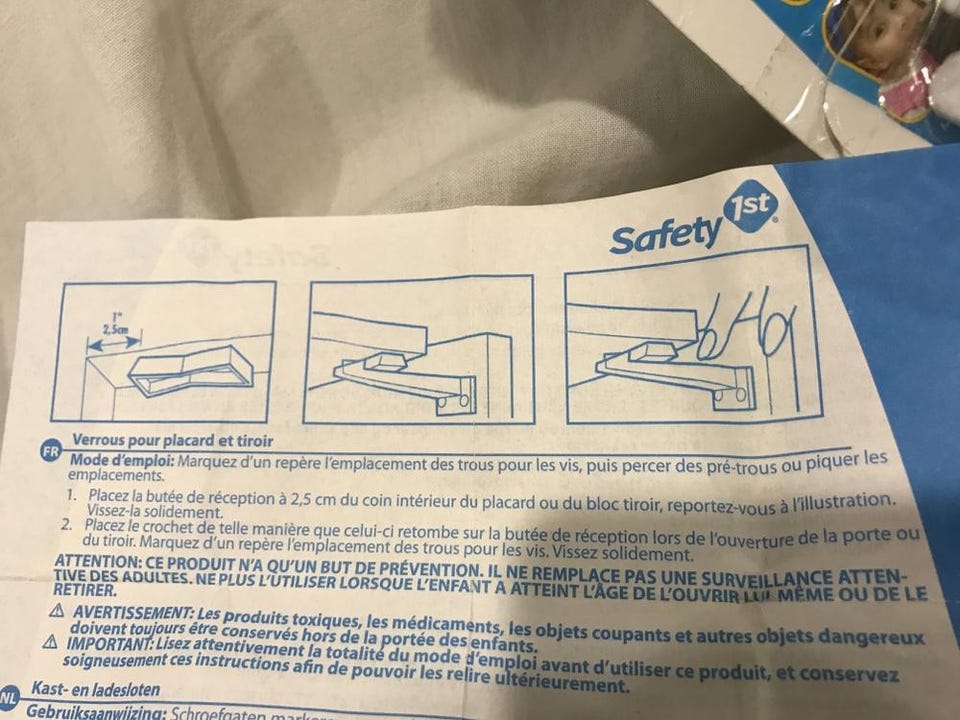 Safety 1st®
1"
2,5cm
FR
Verrous pour placard et tiroir
Mode d'emploi: Marquez d'un repère l'emplacement des trous pour les vis, puis percer des pré-trous ou piquer les
emplacements.
1. Placez la butée de réception à 2,5 cm du coin intérieur du placard ou du bloc tiroir, reportez-vous à l'illustration.
Vissez-la solidement.
2. Placez le crochet de telle manière que celui-ci retombe sur la butée de réception lors de l'ouverture de la porte ou
du tiroir. Marquez d'un repère l'emplacement des trous pour les vis. Vissez solidement.
ATTENTION: CE PRODUIT N'A QU'UN BUT DE PRÉVENTION. IL NE REMPLACE PAS UNE SURVEILLANCE ATTEN-
TIVE DES ADULTES. NE PLUS L'UTILISER LORSQUE L'ENFANT A ATTEINT L'ÂGE DE L'OUVRIR LUI MÊME OU DE LE
RETIRER.
⚠ AVERTISSEMENT: Les produits toxiques, les médicaments, les objets coupants et autres objets dangereux
doivent toujours être conservés hors de la portée des enfants.
⚠ IMPORTANT: Lisez attentivement la totalité du mode d'emploi avant d'utiliser ce produit, et conservez
soigneusement ces instructions afin de pouvoir les relire ultérieurement.
NL
Kast- en ladesloten
Gebruiksaanwijzing: Schroefgaten